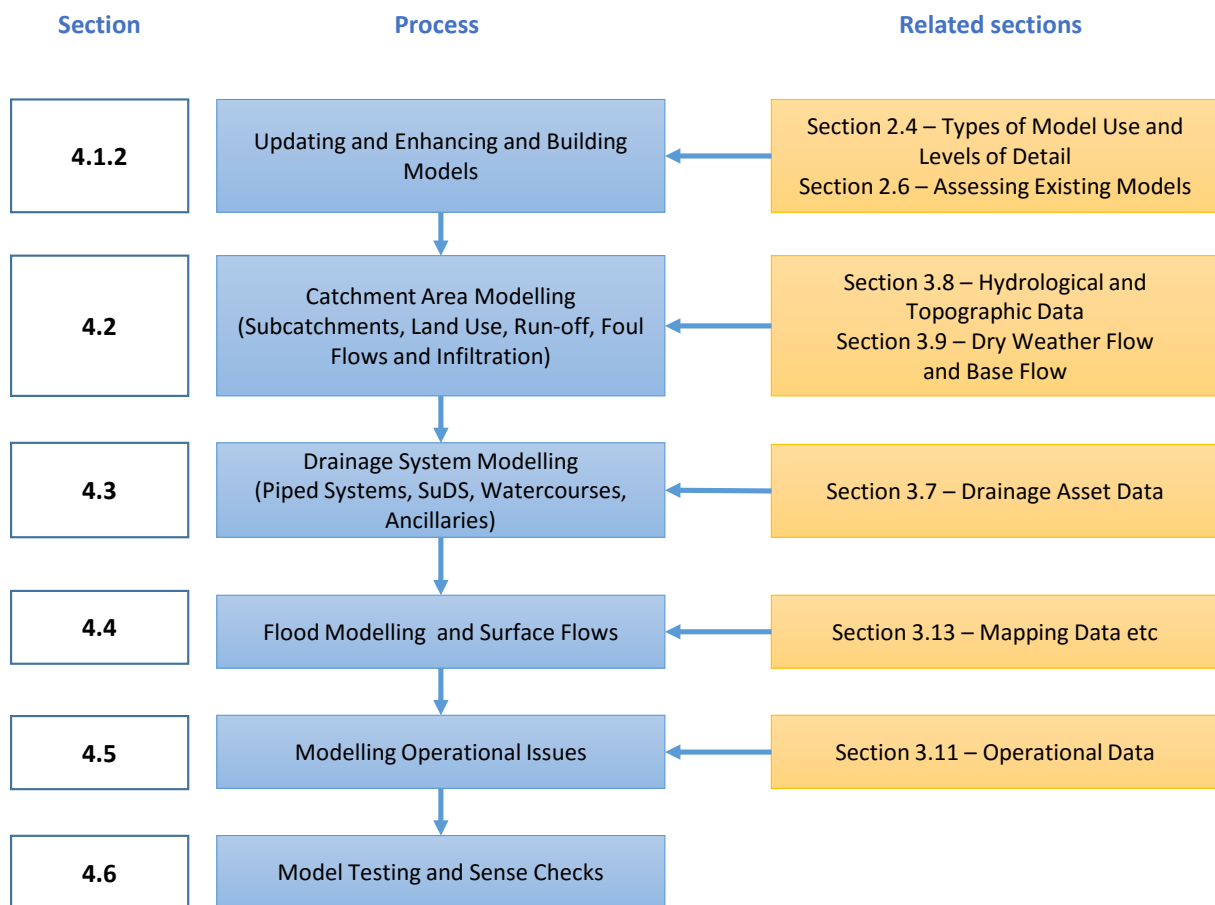 Section
Process
Related sections
4.1.2
Updating and Enhancing and Building
Models
Section 2.4 – Types of Model Use and
Levels of Detail
Section 2.6 – Assessing Existing Models
4.2
Catchment Area Modelling
(Subcatchments, Land Use, Run-off, Foul
Flows and Infiltration)
Section 3.8 – Hydrological and
Topographic Data
Section 3.9 – Dry Weather Flow
and Base Flow
4.3
Drainage System Modelling
(Piped Systems, SuDS, Watercourses,
Ancillaries)
Section 3.7 – Drainage Asset Data
4.4
Flood Modelling and Surface Flows
Section 3.13 – Mapping Data etc
4.5
Modelling Operational Issues
Section 3.11 – Operational Data
4.6
Model Testing and Sense Checks